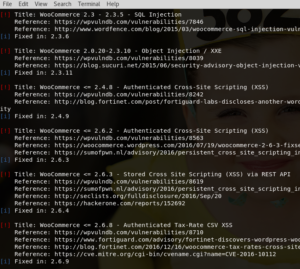 File Edit View Search Terminal Help
[!] Title: WooCommerce 2.3 - 2.3.5 - SQL Injection
Reference: https://wpvulndb.com/vulnerabilities/7846
Reference: http://www.wordfence.com/blog/2015/03/woocommerce-sql-injection-vuln
[i] Fixed in: 2.3.6
[!] Title: WooCommerce 2.0.20-2.3.10 - Object Injection / XXE
Reference: https://wpvulndb.com/vulnerabilities/8039
Reference: https://blog.sucuri.net/2015/06/security-advisory-object-injection-v
[i] Fixed in: 2.3.11
[!] Title: WooCommerce <= 2.4.8 - Authenticated Cross-Site Scripting (XSS)
Reference: https://wpvulndb.com/vulnerabilities/8242
Reference: http://blog.fortinet.com/post/fortiguard-labs-discloses-another-word
ity
[i] Fixed in: 2.4.9
[!] Title: WooCommerce <= 2.6.2 - Authenticated Cross-Site Scripting (XSS)
Reference: https://wpvulndb.com/vulnerabilities/8563
Reference: https://woocommerce.wordpress.com/2016/07/19/woocommerce-2-6-3-fixse
Reference: https://sumofpwn.nl/advisory/2016/persistent_cross_site_scripting_in
[i] Fixed in: 2.6.3
[!] Title: WooCommerce <= 2.6.3 - Stored Cross Site Scripting (XSS) via REST API
Reference: https://wpvulndb.com/vulnerabilities/8619
Reference: https://sumofpwn.nl/advisory/2016/persistent_cross_site_scripting_in
Reference: https://seclists.org/fulldisclosure/2016/Sep/20
Reference: https://hackerone.com/reports/152692
[i] Fixed in: 2.6.4
[!] Title: WooCommerce <= 2.6.8 - Authenticated Tax-Rate CSV XSS
Reference: https://wpvulndb.com/vulnerabilities/8710
Reference: http://www.fortiguard.com/advisory/fortinet-discovers-wordpress-woo
Reference: http://blog.fortinet.com/2016/12/16/woocommerce-tax-rates-cross-site
Reference: https://cve.mitre.org/cgi-bin/cvename.cgi?name=CVE-2016-10112
[i] Fixed in: 2.6.9